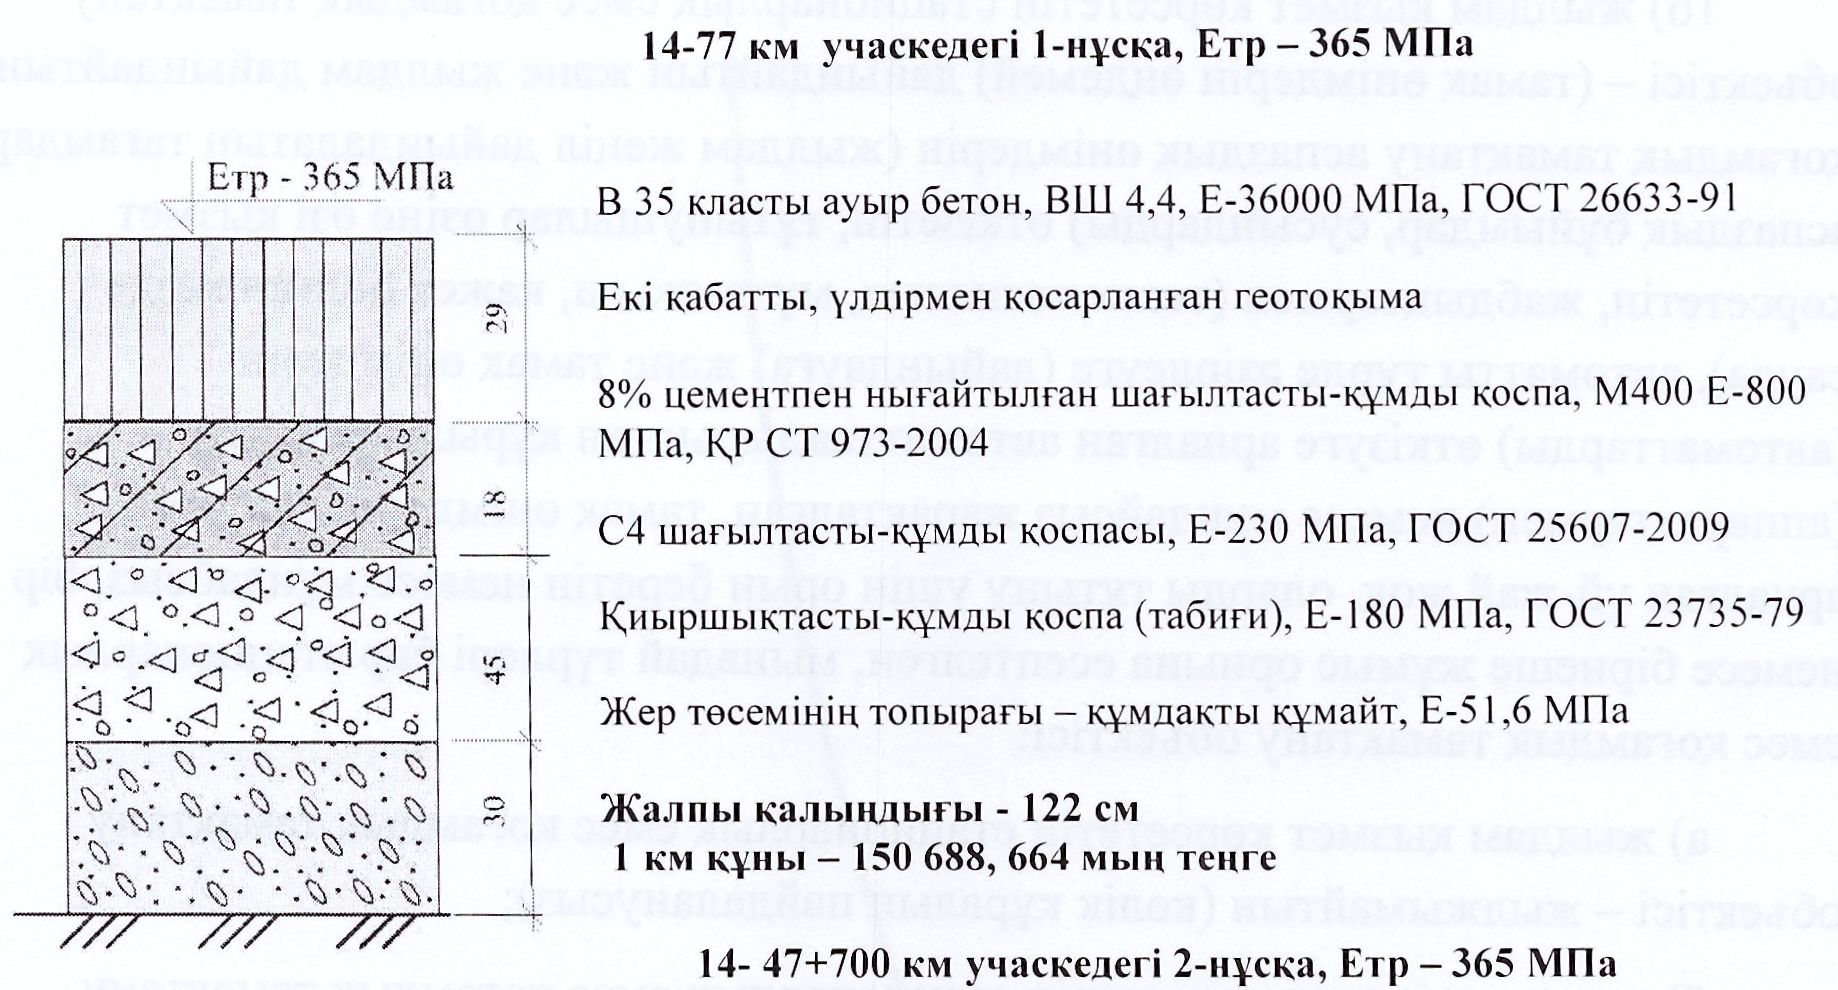 14-77 км учаскедегі 1-нұсқа, Етр – 365 МПа
Етр - 365 МПа
В 35 класты ауыр бетон, ВШ 4,4, Е-36000 МПа, ГОСТ 26633-91
29
Екі қабатты, үлдірмен қосарланған геотоқыма
8% цементпен нығайтылған шағылтасты-құмды қоспа, М400 Е-800
МПа, ҚР СТ 973-2004
18
С4 шағылтасты-құмды қоспасы, Е-230 МПа, ГОСТ 25607-2009
45
Қиыршықтасты-құмды қоспа (табиғи), Е-180 МПа, ГОСТ 23735-79
Жер төсемінің топырағы – құмдақты құмайт, Е-51,6 МПа
30
Жалпы қалыңдығы - 122 см
1 км құны – 150 688, 664 мың теңге
14- 47+700 км учаскедегі 2-нұсқа, Етр – 365 МПа